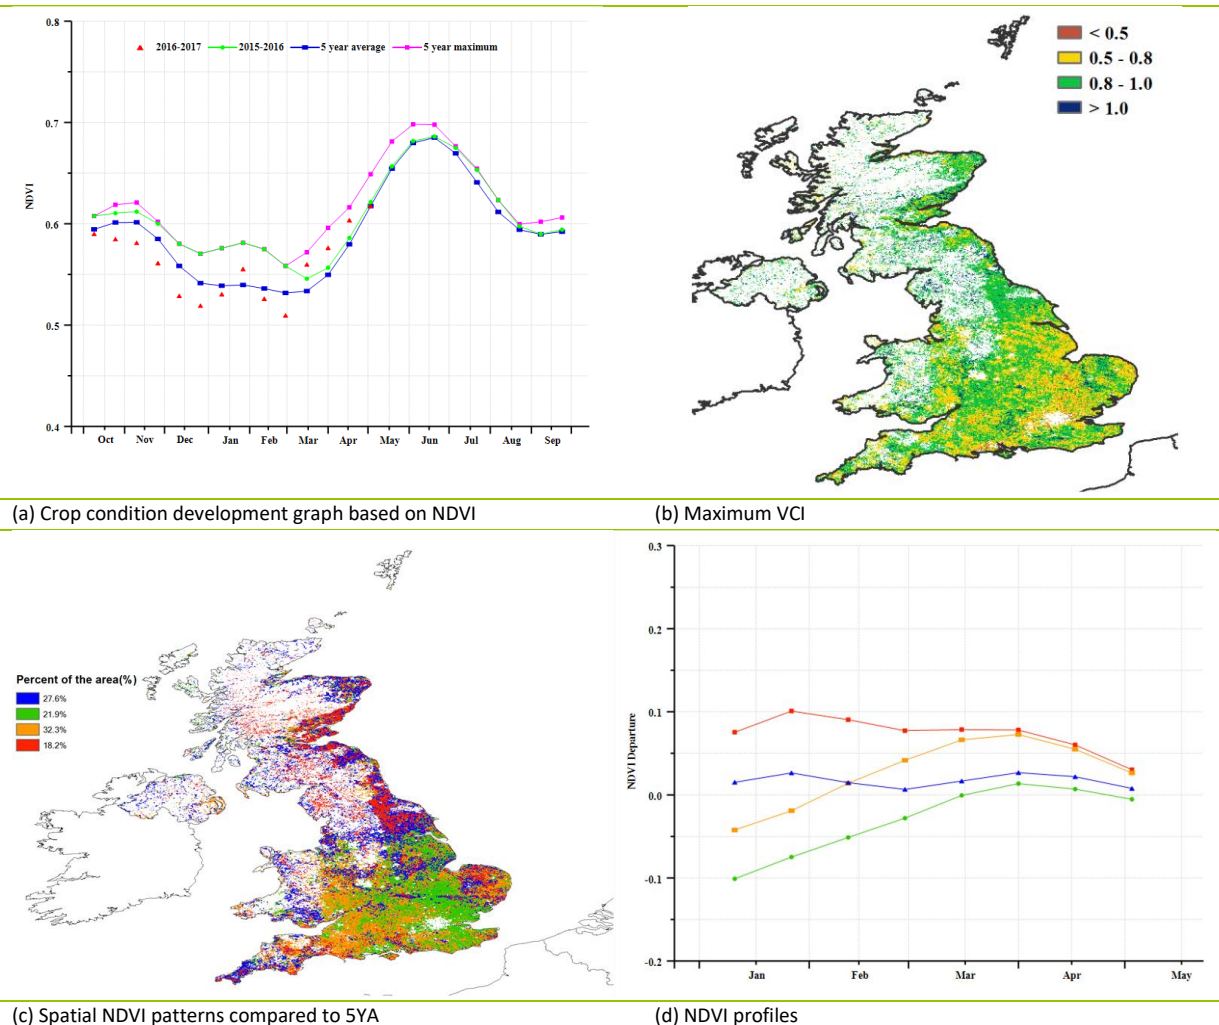 0.8
2016-2017 2015-2016 5 year average 5 year maximum
0.7
0.6
0.5
0.4
NDVI
Oct Nov Dec Jan Feb Mar Apr May Jun Jul Aug Sep
< 0.5
0.5 - 0.8
0.8 - 1.0
> 1.0
(a) Crop condition development graph based on NDVI
(b) Maximum VCI
Percent of the area(%)
27.6%
21.9%
32.3%
18.2%
0.3
0.2
0.1
0.0
-0.1
-0.2
NDVI Departure
Jan Feb Mar Apr May
(c) Spatial NDVI patterns compared to 5YA
(d) NDVI profiles